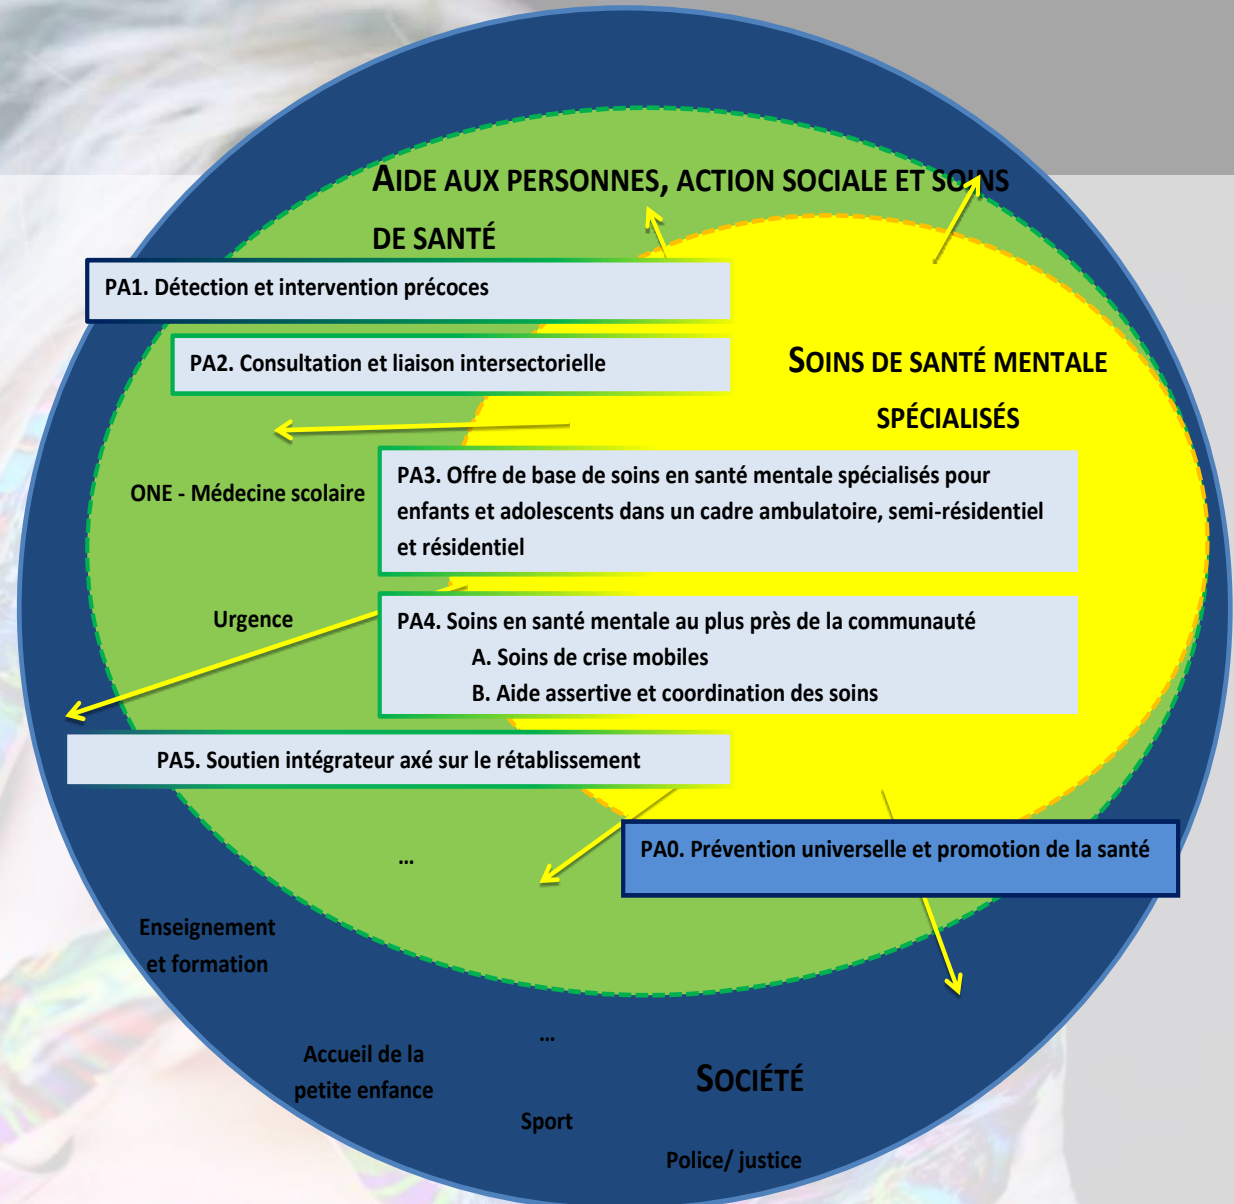 AIDE AUX PERSONNES, ACTION SOCIALE ET SOINS
DE SANTÉ
PA1. Détection et intervention précoces
PA2. Consultation et liaison intersectorielle
SOINS DE SANTÉ MENTALE
SPÉCIALISÉS
PA3. Offre de base de soins en santé mentale spécialisés pour
enfants et adolescents dans un cadre ambulatoire, semi-résidentiel
et résidentiel
ONE - Médecine scolaire
Urgence
PA4. Soins en santé mentale au plus près de la communauté
A. Soins de crise mobiles
B. Aide assertive et coordination des soins
PA5. Soutien intégrateur axé sur le rétablissement
...
PA0. Prévention universelle et promotion de la santé
Enseignement
et formation
...
Accueil de la
petite enfance
SOCIÉTÉ
Sport
Police/ justice